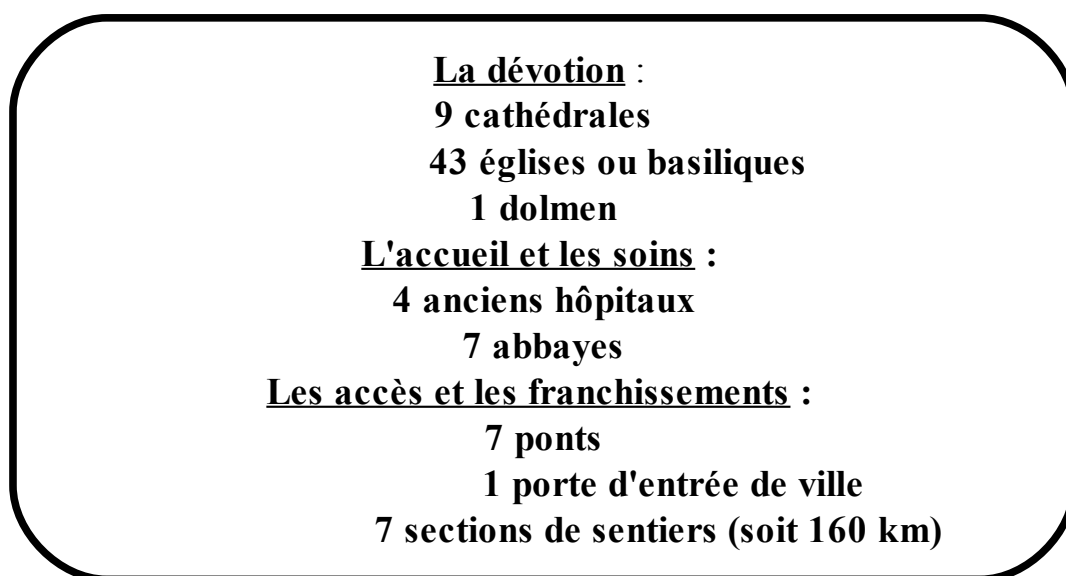 La dévotion :
9 cathédrales
43 églises ou basiliques
1 dolmen
L'accueil et les soins :
4 anciens hôpitaux
7 abbayes
Les accès et les franchissements :
7 ponts
1 porte d'entrée de ville
7 sections de sentiers (soit 160 km)